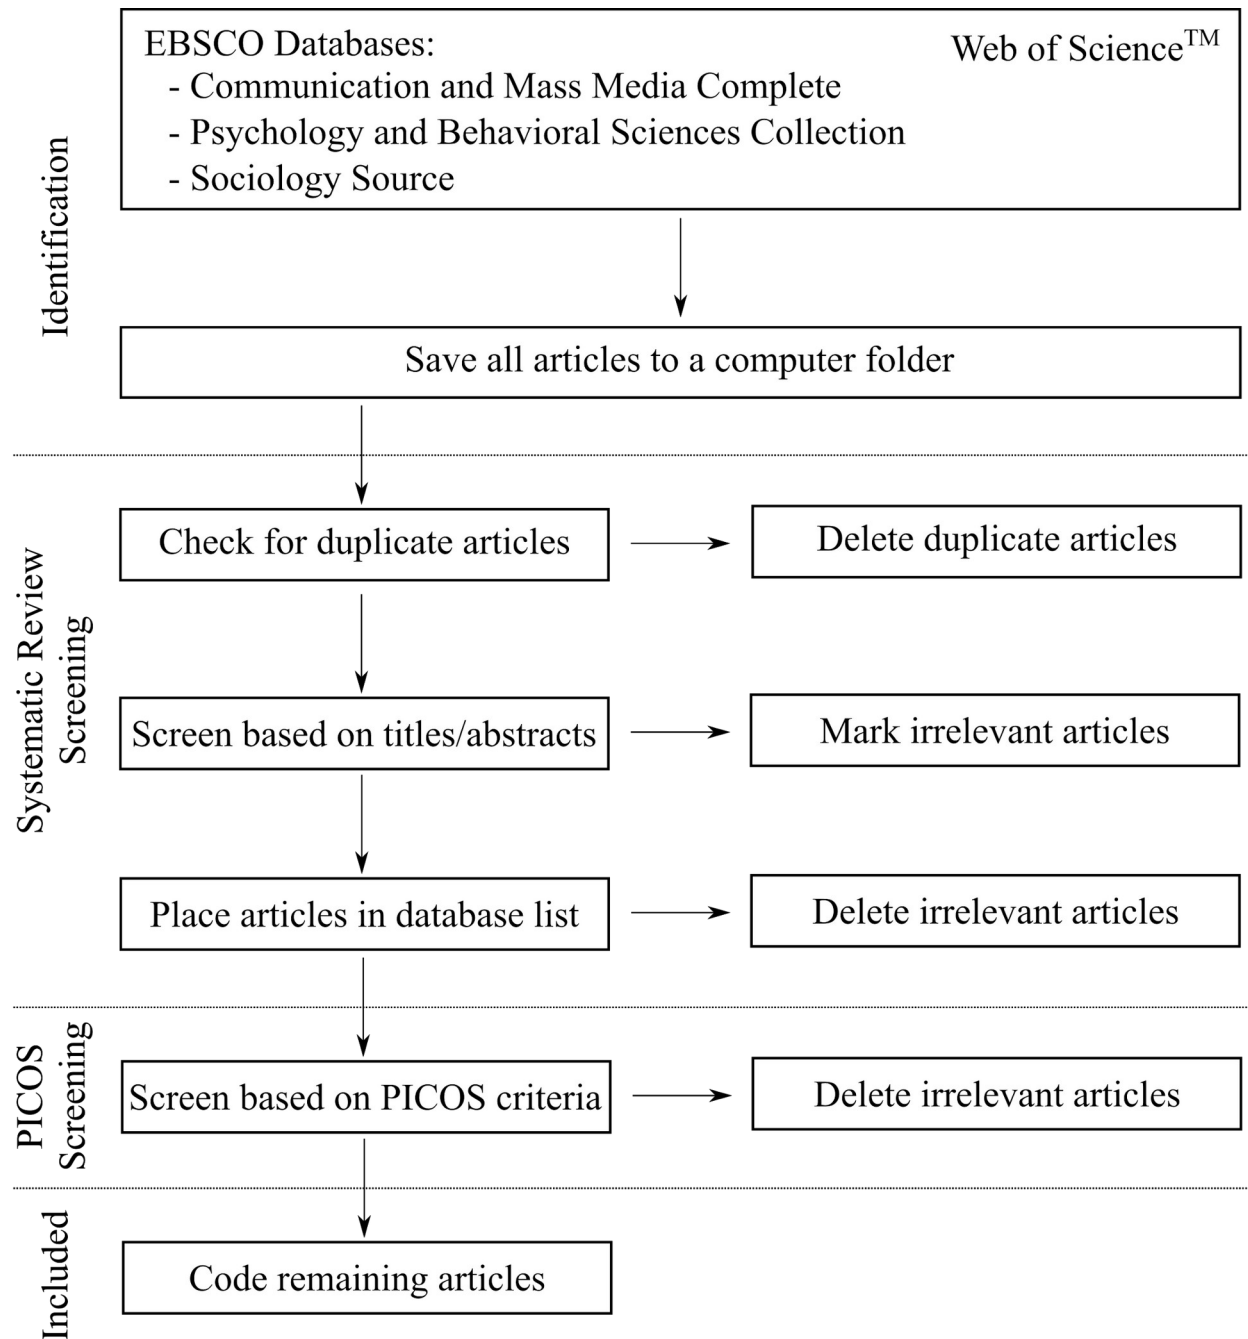 Identification
EBSCO Databases:
Web of Science™
- Communication and Mass Media Complete
- Psychology and Behavioral Sciences Collection
- Sociology Source
Save all articles to a computer folder
Systematic Review
Screening
Check for duplicate articles
Delete duplicate articles
Screen based on titles/abstracts
Mark irrelevant articles
Place articles in database list
Delete irrelevant articles
PICOS
Screening
Screen based on PICOS criteria
Delete irrelevant articles
Included
Code remaining articles